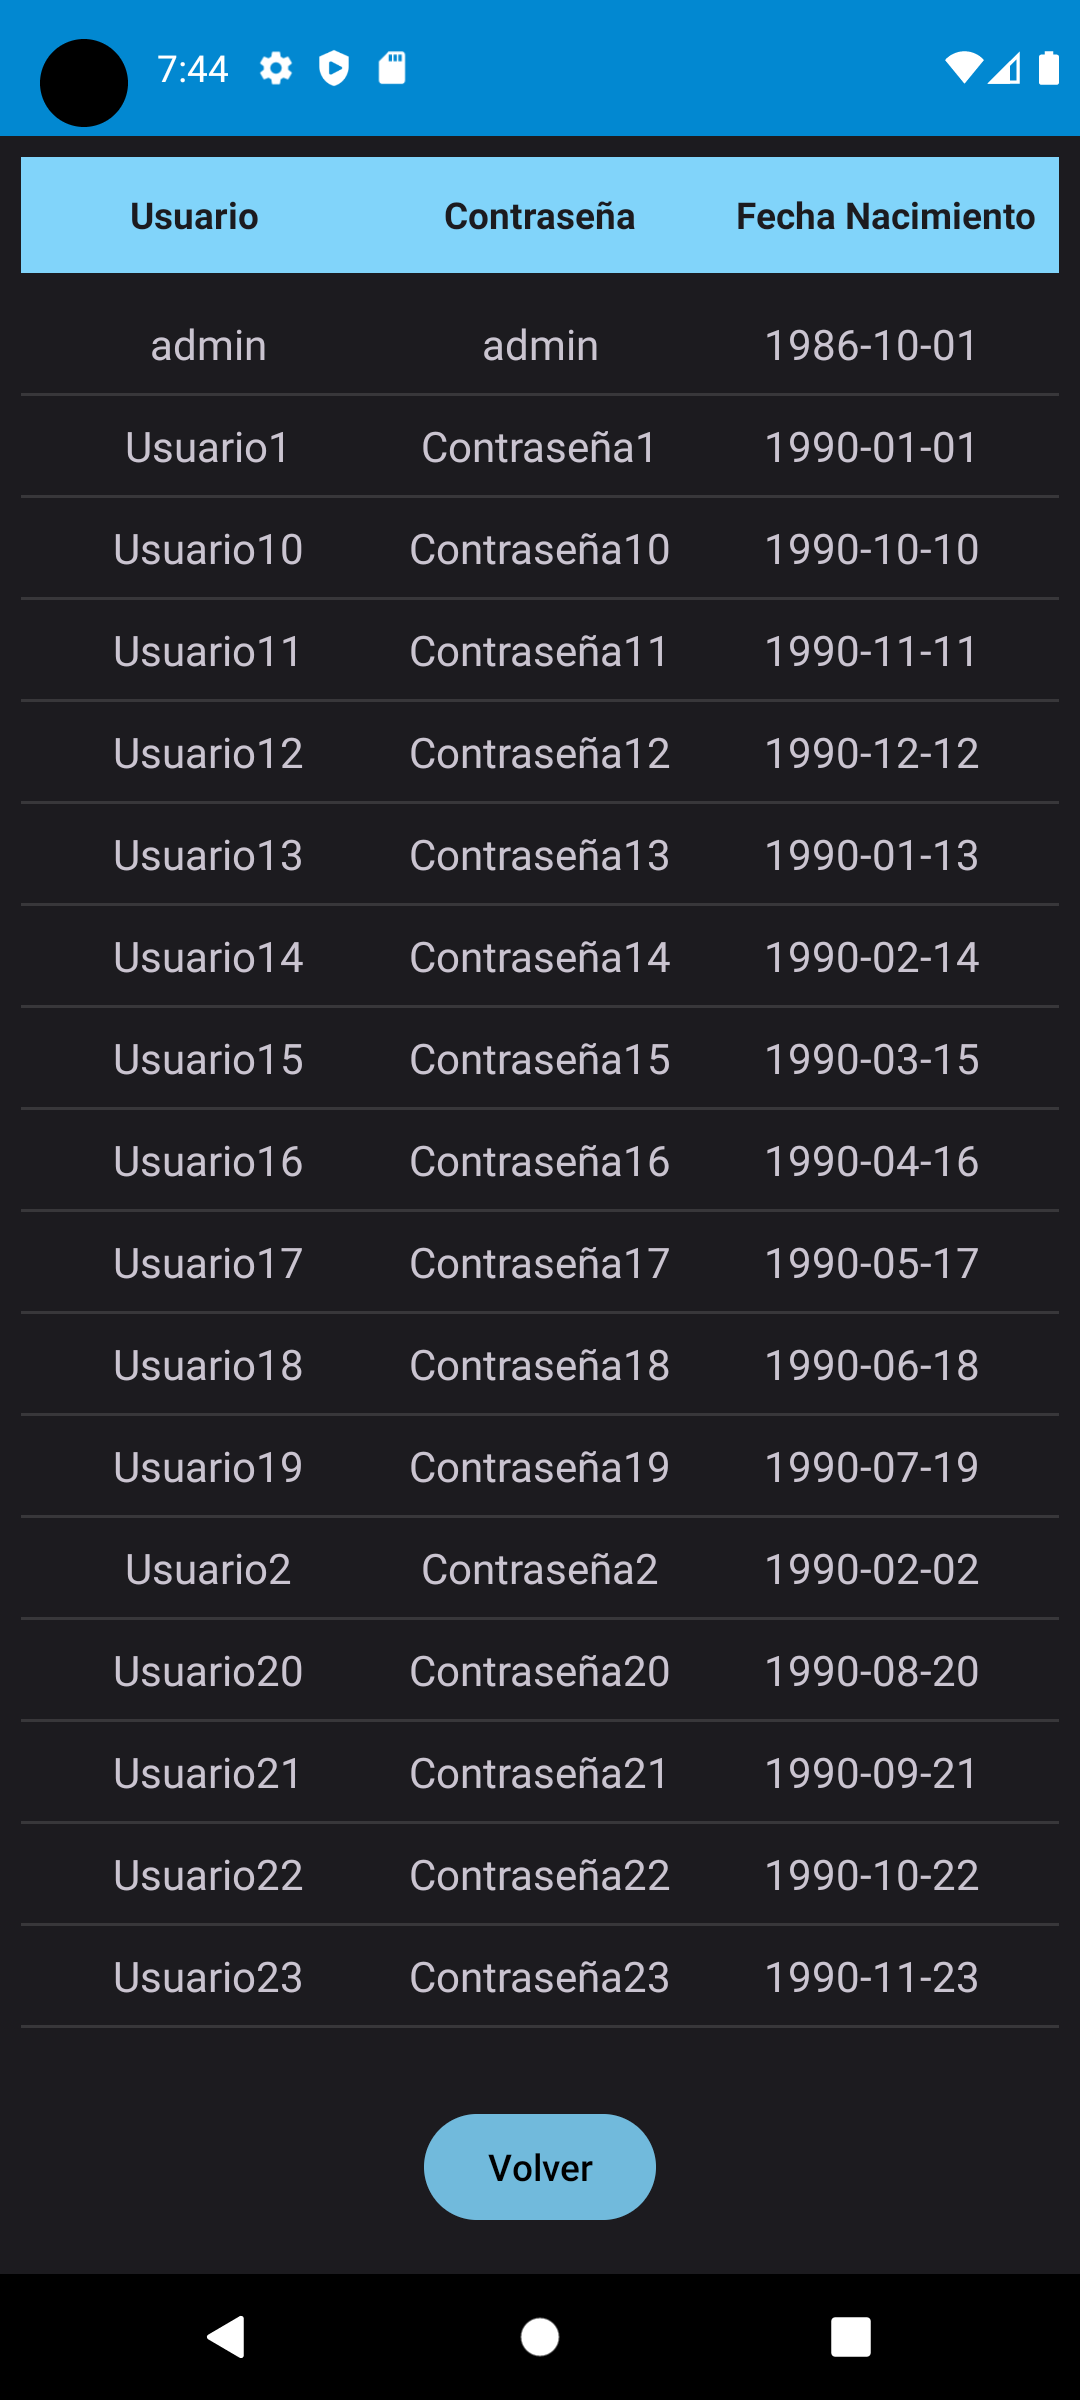 7:44
Usuario Contraseña Fecha Nacimiento
admin admin 1986-10-01
Usuario1 Contraseña1 1990-01-01
Usuario10 Contraseña10 1990-10-10
Usuario11 Contraseña11 1990-11-11
Usuario12 Contraseña12 1990-12-12
Usuario13 Contraseña13 1990-01-13
Usuario14 Contraseña14 1990-02-14
Usuario15 Contraseña15 1990-03-15
Usuario16 Contraseña16 1990-04-16
Usuario17 Contraseña17 1990-05-17
Usuario18 Contraseña18 1990-06-18
Usuario19 Contraseña19 1990-07-19
Usuario2 Contraseña2 1990-02-02
Usuario20 Contraseña20 1990-08-20
Usuario21 Contraseña21 1990-09-21
Usuario22 Contraseña22 1990-10-22
Usuario23 Contraseña23 1990-11-23
Volver